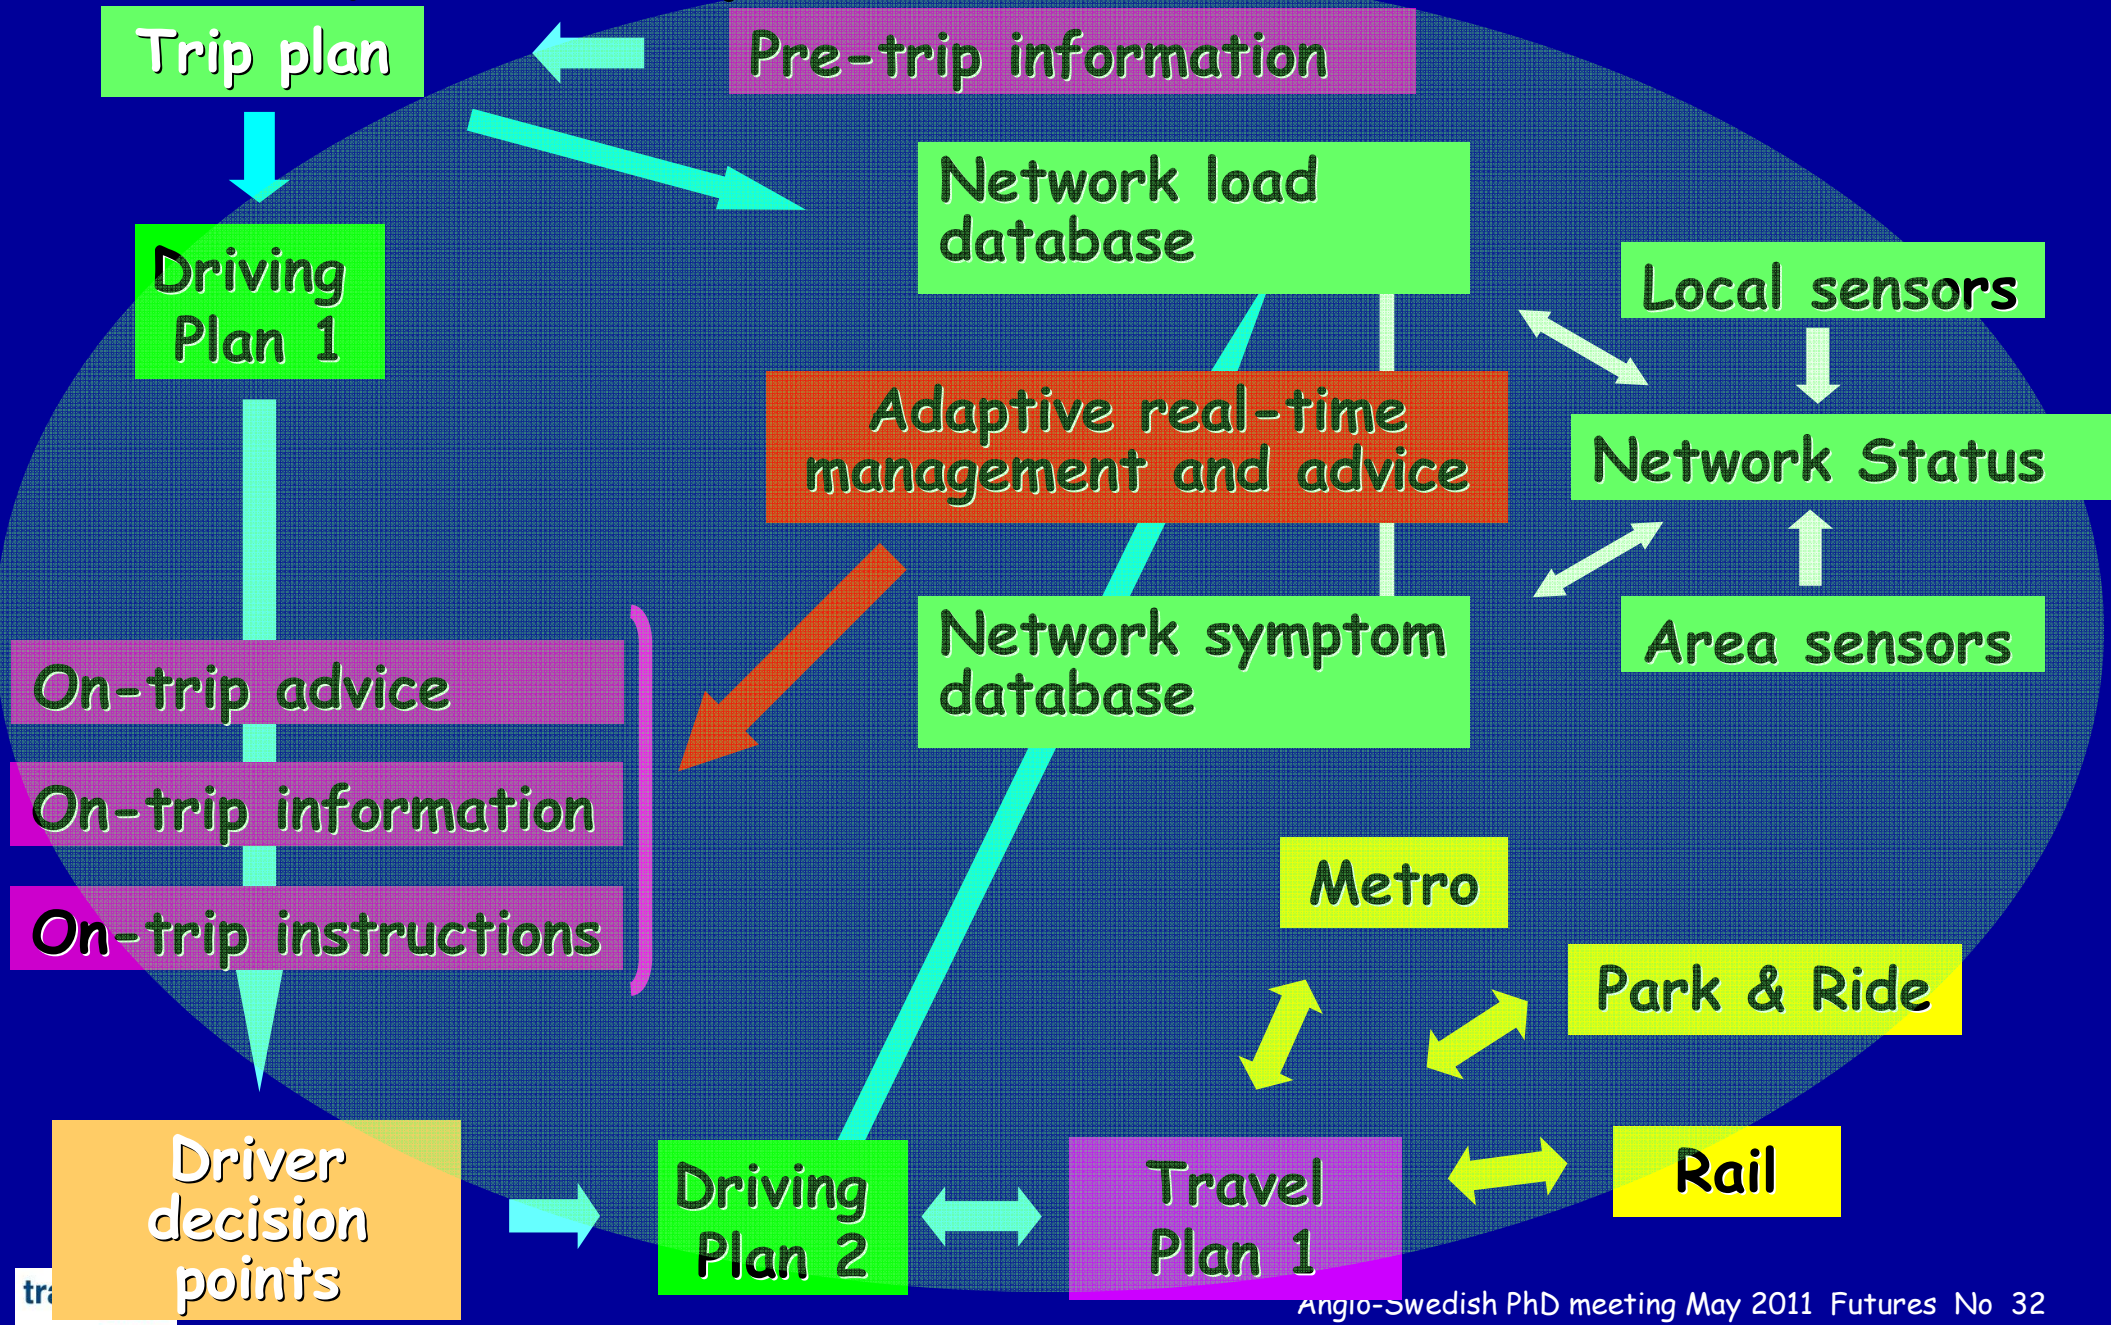 Trip plan
Pre-trip information
Network load
database
Driving
Plan 1
Local sensors
Adaptive real-time
management and advice
Network Status
Network symptom
database
Area sensors
On-trip advice
On-trip information
On-trip instructions
Metro
Park & Ride
Driver
decision
points
Driving
Plan 2
Travel
Plan 1
Rail
Anglo-Swedish PhD meeting May 2011 Futures No 32